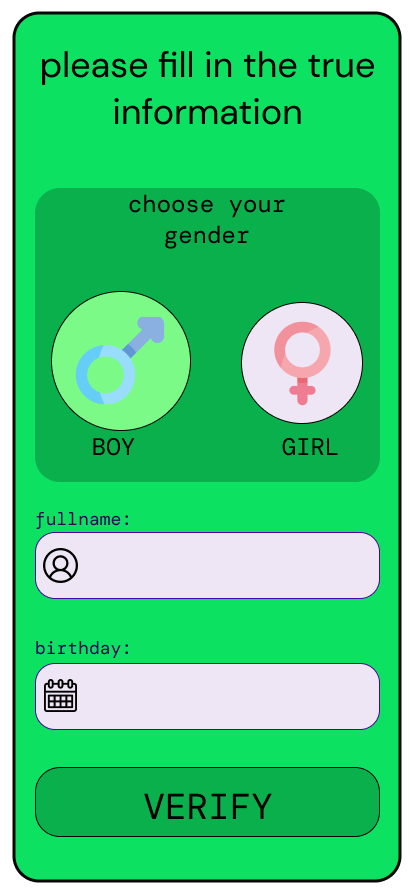 please fill in the true
information
choose your
gender
BOY
GIRL
fullname:
birthday:
VERIFY